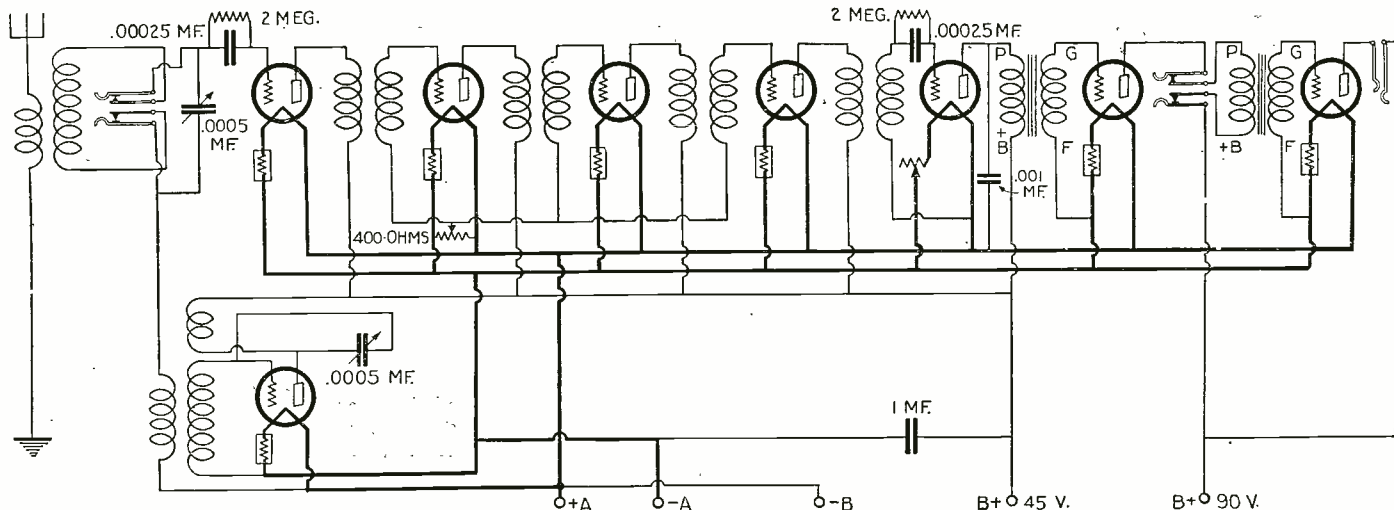 .00025 MF.
2 MEG.
2 MEG.
.00025 MF.
P
G
P
G
.0005
MF.
+
B
F
+B
F
.001
MF.
400-OHMS
.0005 MF.
1 MF.
+A
-A
-B
B+
45 V.
B+
90 V.